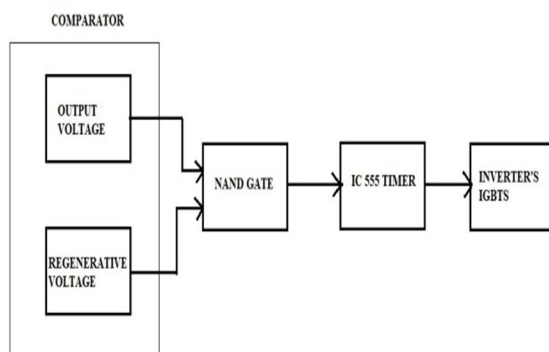 COMPARATOR
OUTPUT
VOLTAGE
REGENERATIVE
VOLTAGE
NAND GATE
IC 555 TIMER
INVERTER'S
IGBTS